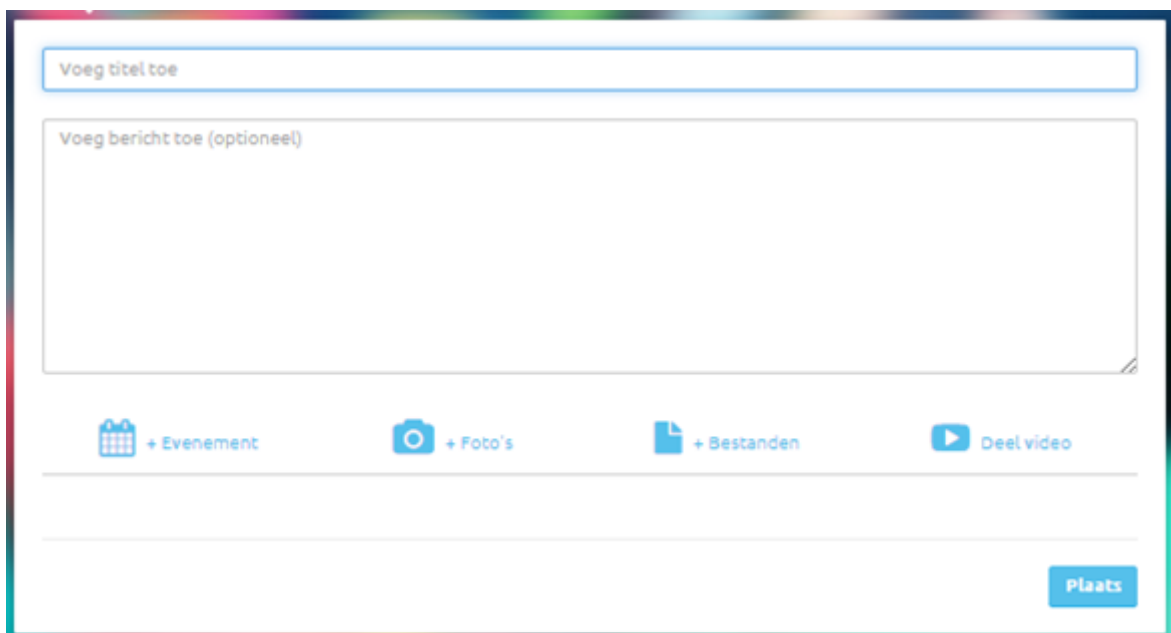 Voeg titel toe
Voeg bericht toe (optioneel)
+ Evenement
+ Foto's
+ Bestanden
Deel video
Plaats